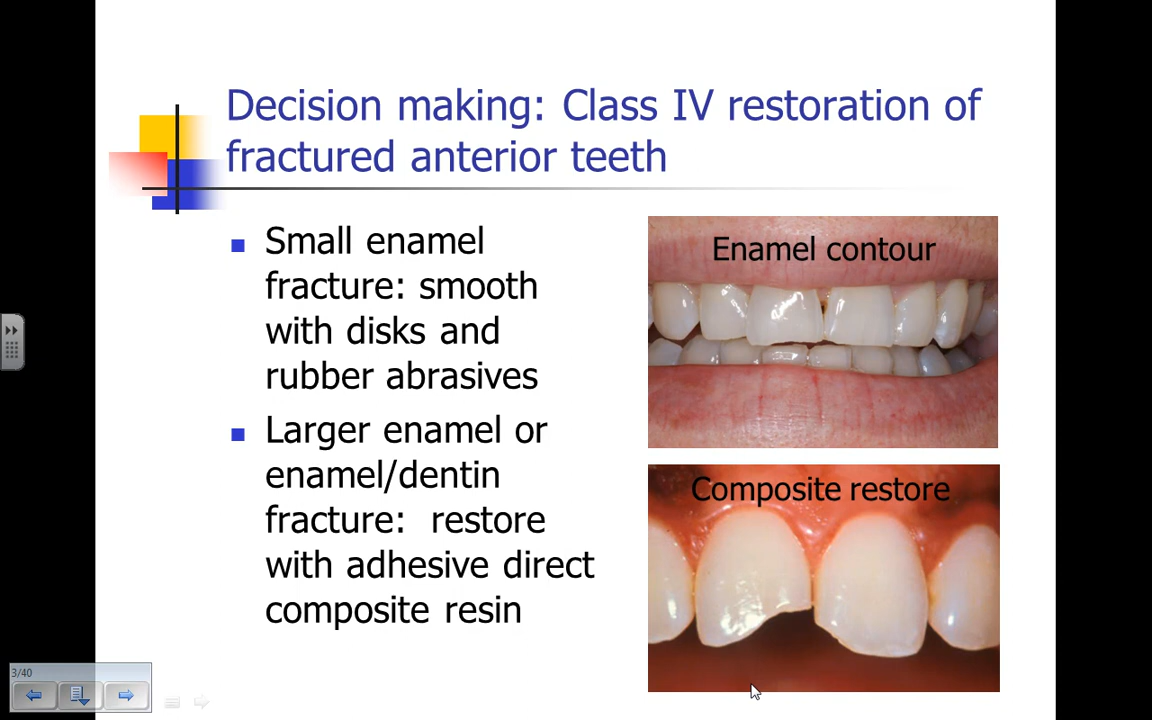 Decision making: Class IV restoration of
fractured anterior teeth
Small enamel
fracture: smooth
with disks and
rubber abrasives
Larger enamel or
enamel/dentin
fracture:  restore
with adhesive direct
composite resin
Enamel contour
Composite restore
3/40